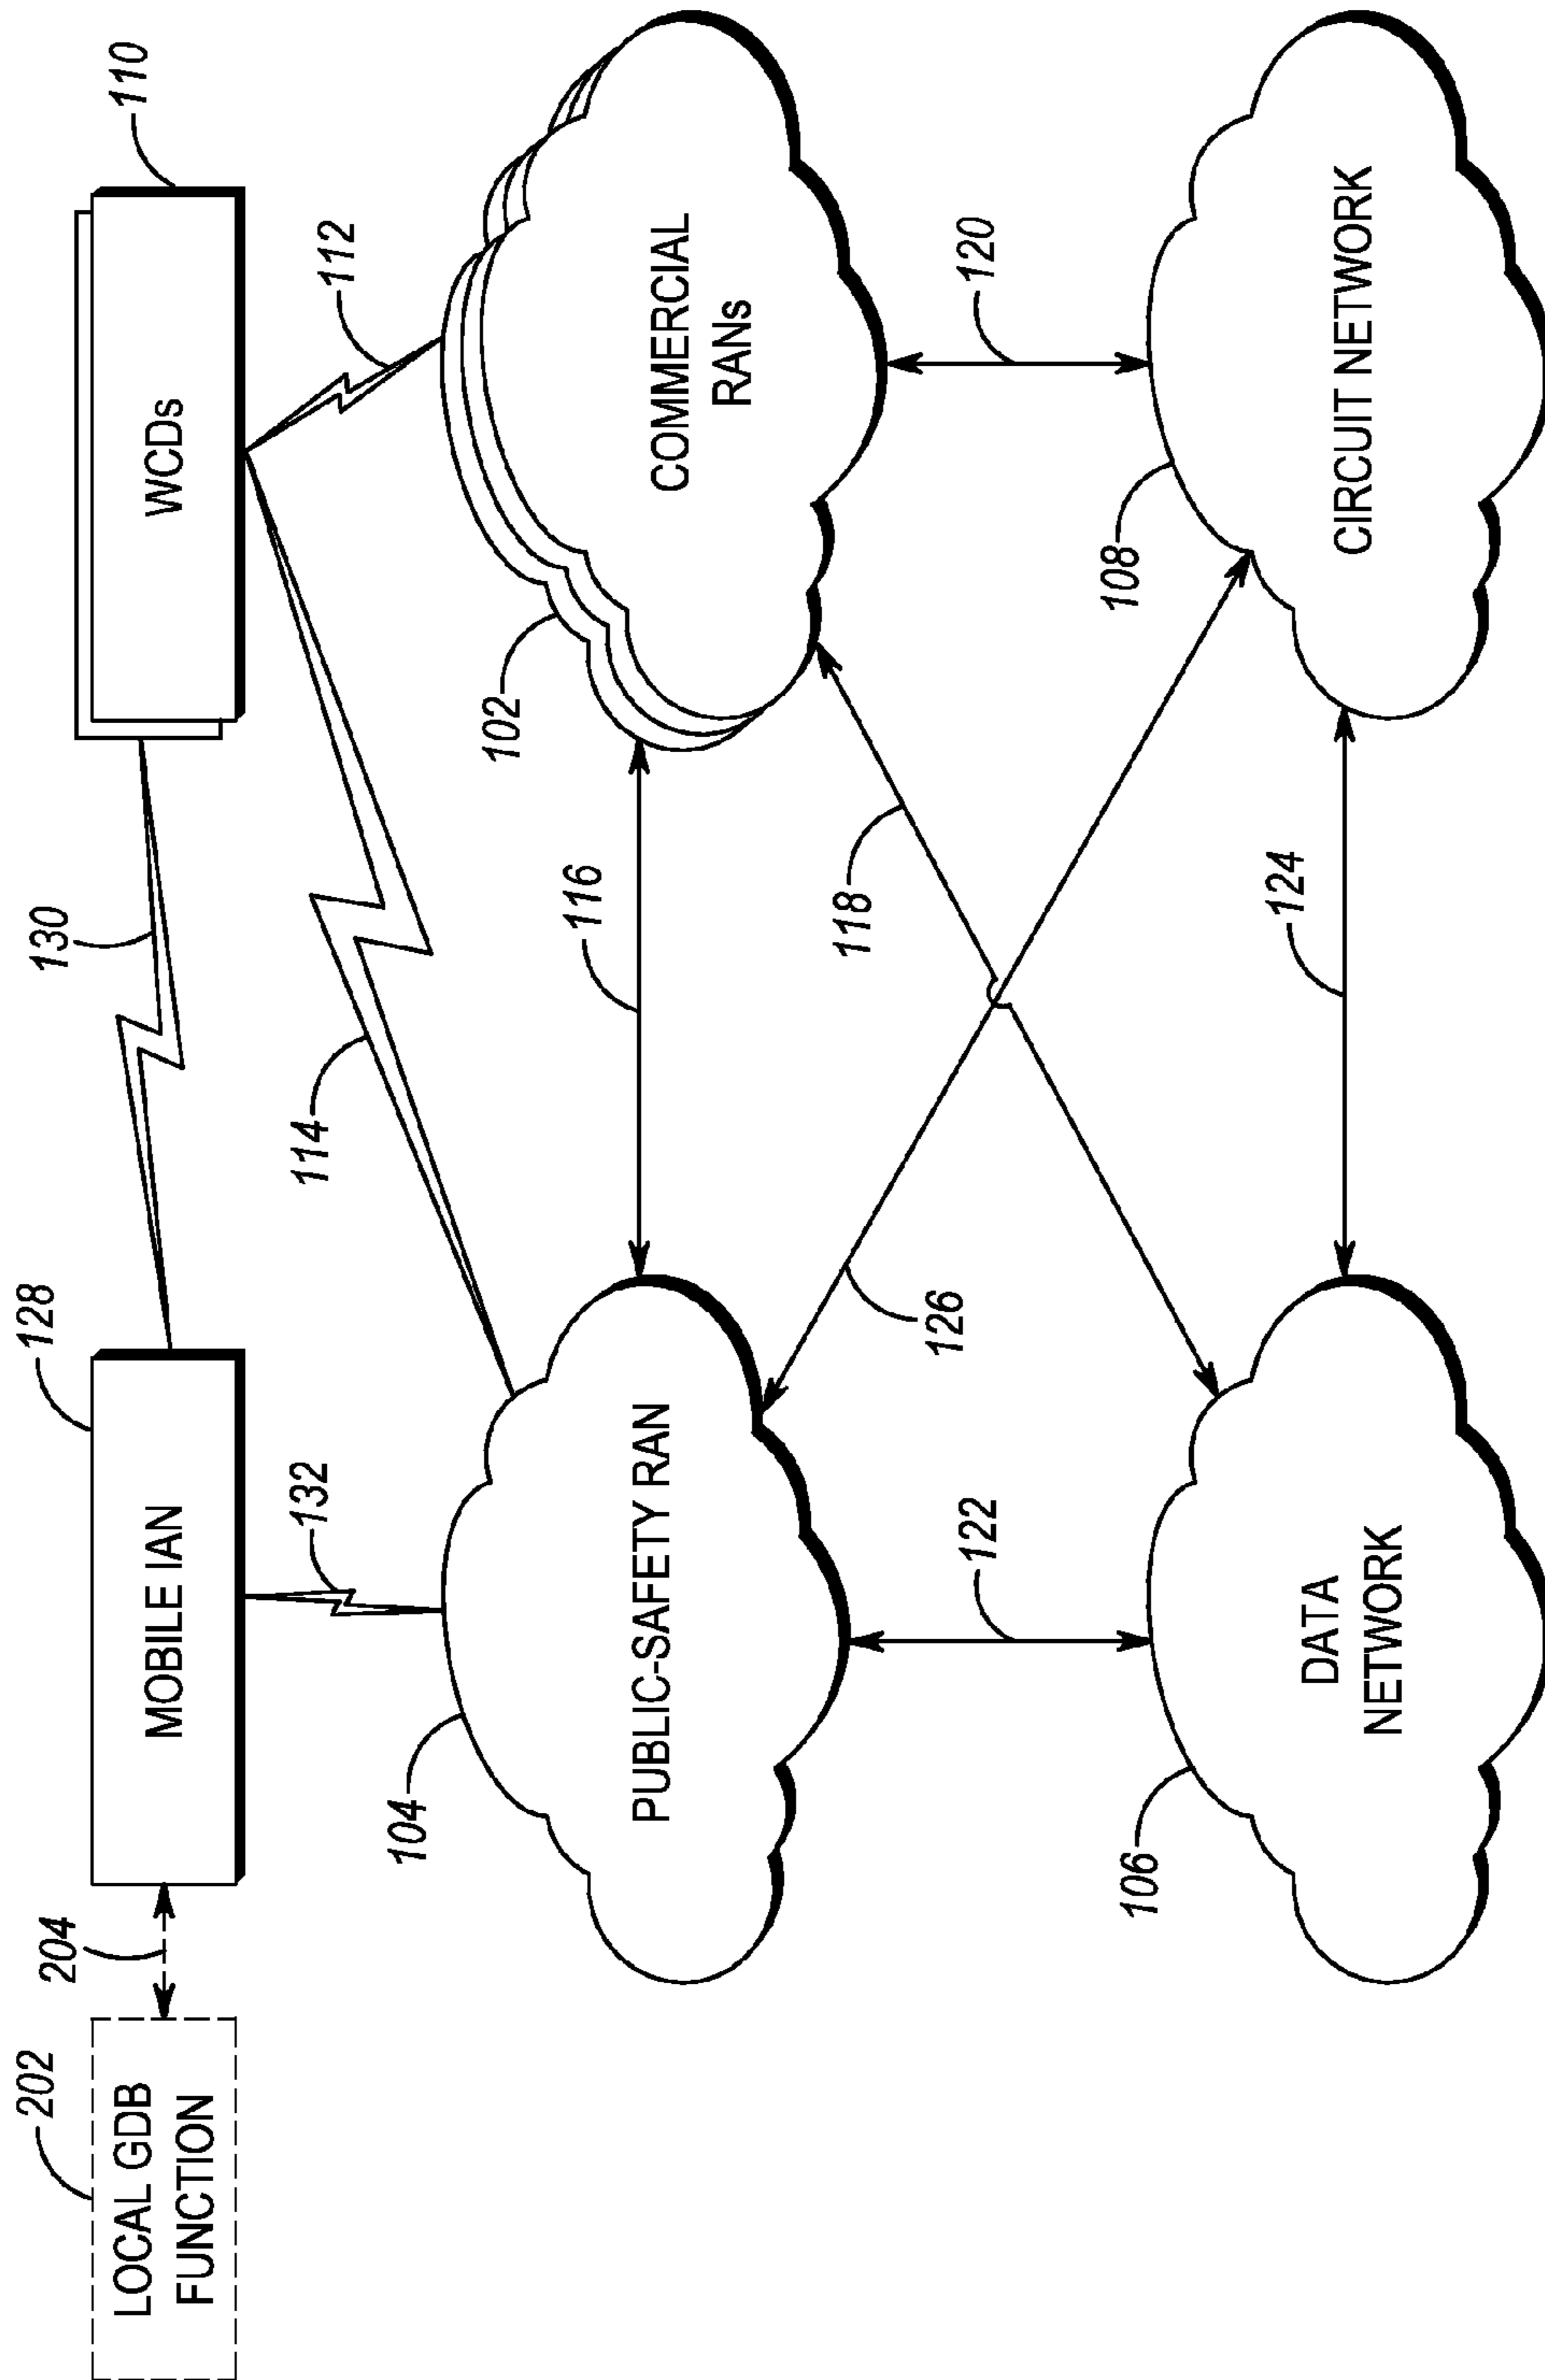 202
LOCAL GDB
FUNCTION
204
128
MOBILE IAN
130
110
WCDs
132
114
112
104
PUBLIC-SAFETY RAN
116
102
COMMERCIAL
RANs
122
126
118
120
106
DATA
NETWORK
124
108
CIRCUIT NETWORK